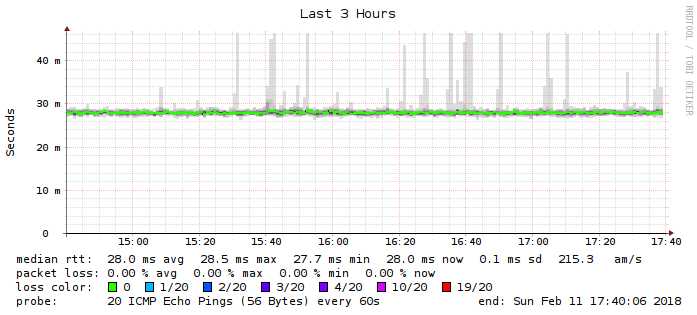 Last 3 Hours
RRDTOOL / TOBI OETIKER
Seconds
40 m
30 m
20 m
10 m
0
15:00 15:20 15:40 16:00 16:20 16:40 17:00 17:20 17:40
median rtt: 28.0 ms avg 28.5 ms max 27.7 ms min 28.0 ms now 0.1 ms sd 215.3 am/s
packet loss: 0.00 % avg 0.00 % max 0.00 % min 0.00 % now
loss color: 0 1/20 2/20 3/20 4/20 10/20 19/20
probe: 20 ICMP Echo Pings (56 Bytes) every 60s end: Sun Feb 11 17:40:06 2018